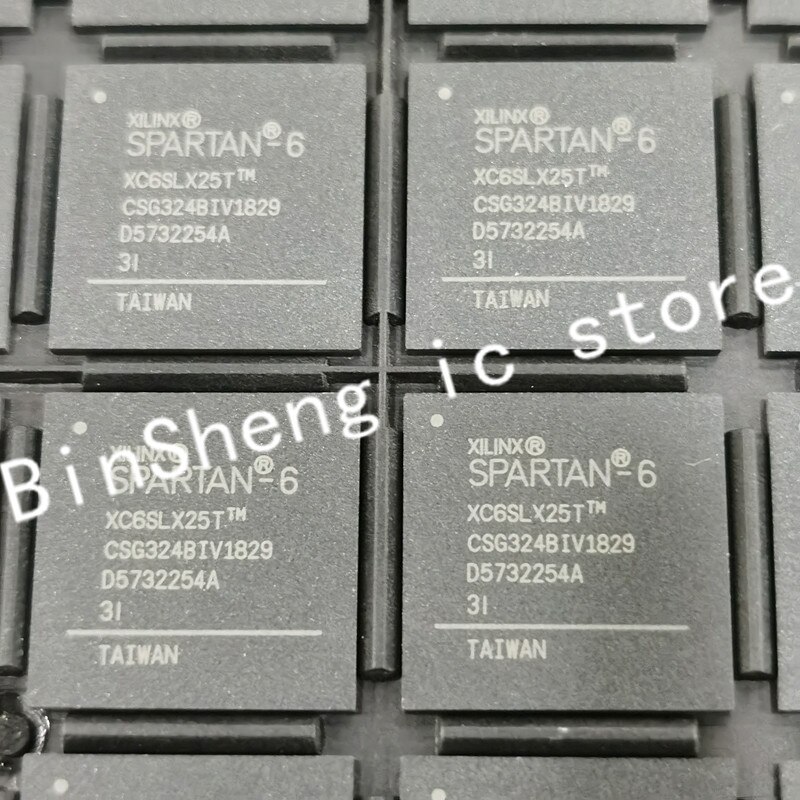 XILINX®
SPARTAN®-6
XC6SLX25T™
CSG324BIV1829
D5732254A
3I
TAIWAN
XILINX®
SPARTAN®-6
XC6SLX25T™
CSG324BIV1829
D5732254A
3I
TAIWAN
BinSheng ic store
XILINX®
SPARTAN®-6
XC6SLX25T™
CSG324BIV1829
D5732254A
3I
TAIWAN
XILINX®
SPARTAN®-6
XC6SLX25T™
CSG324BIV1829
D5732254A
3I
TAIWAN